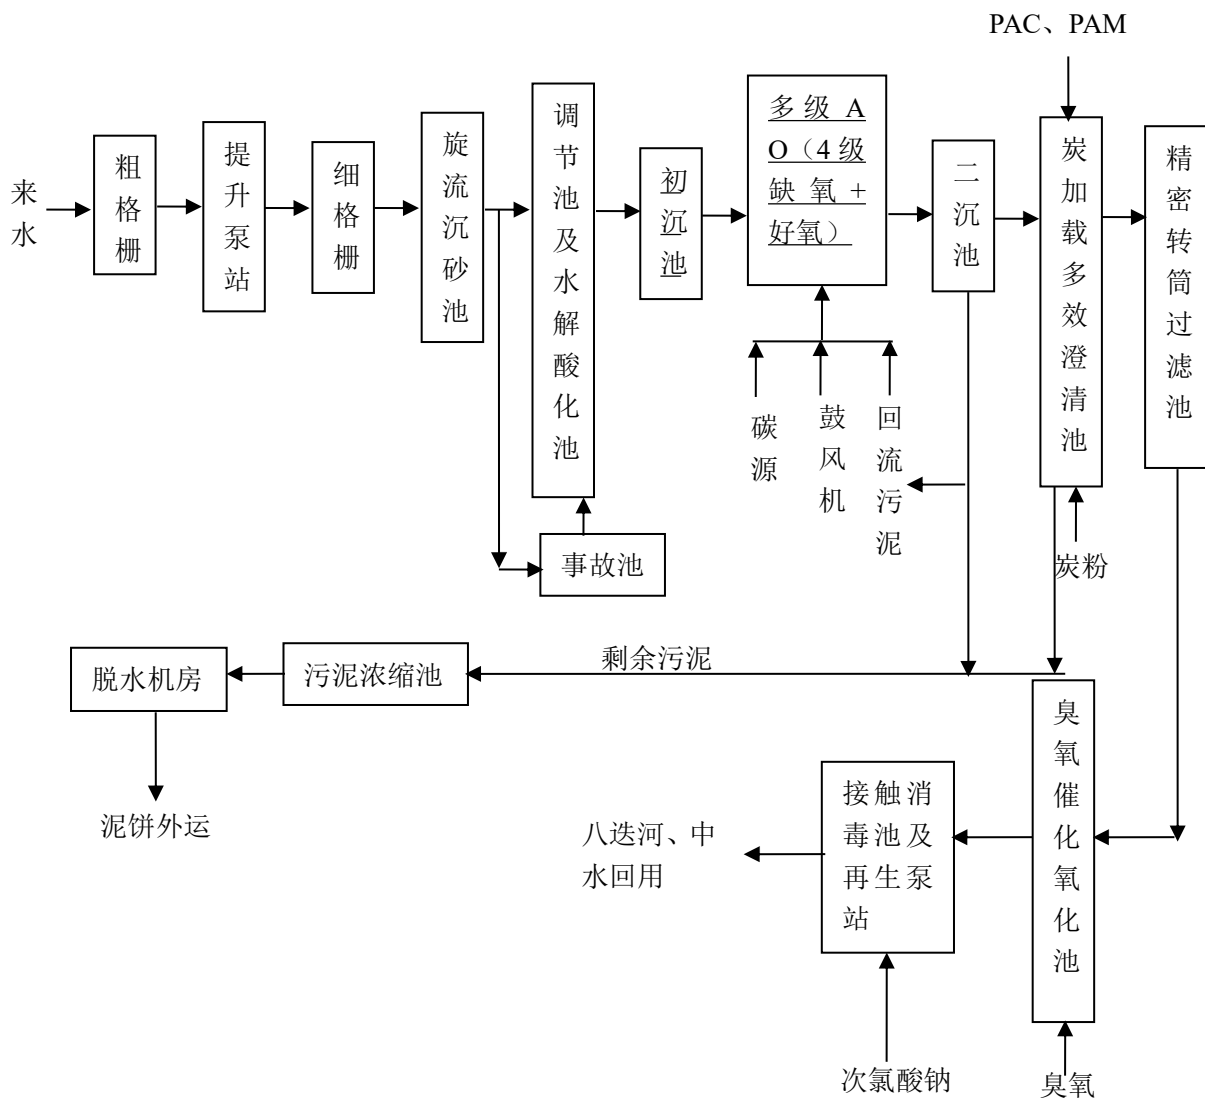 PAC、PAM
来
水
粗
格
栅
提
升
泵
站
细
格
栅
旋
流
沉
砂
池
调
节
池
及
水
解
酸
化
池
初
沉
池
多级A
O（4级
缺氧+
好氧）
二
沉
池
炭
加
载
多
效
澄
清
池
精
密
转
筒
过
滤
池
碳
源
鼓
风
机
回
流
污
泥
事故池
炭粉
脱水机房
污泥浓缩池
剩余污泥
泥饼外运
八迭河、中
水回用
接触消
毒池及
再生泵
站
臭
氧
催
化
氧
化
池
次氯酸钠
臭氧